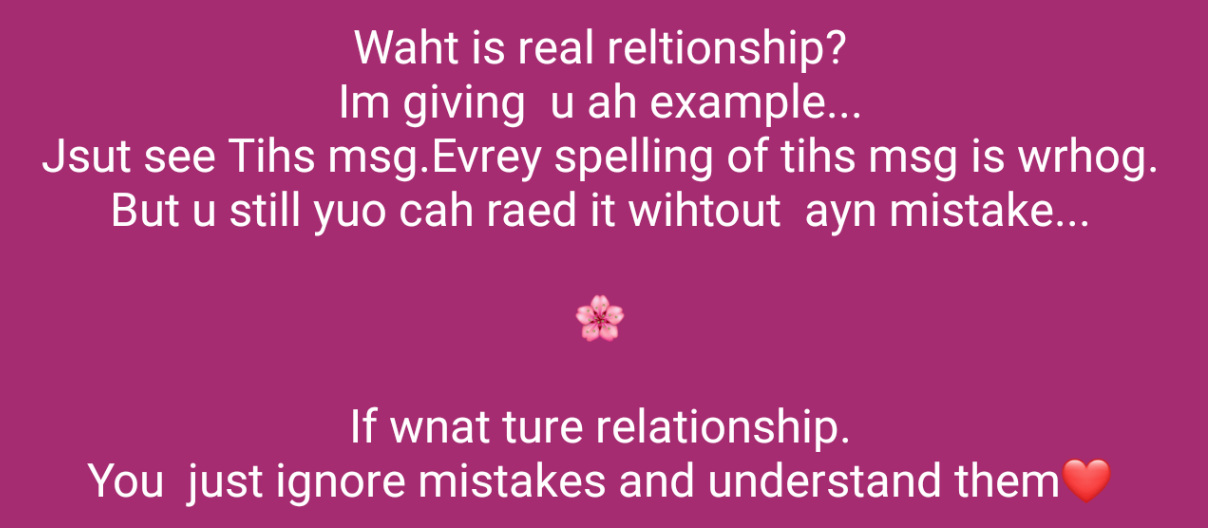 Waht is real reltionship?
Im giving  u ah example...
Jsut see Tihs msg.Evrey spelling of tihs msg is wrhog.
But u still yuo cah raed it wihtout  ayn mistake...
🌸
If wnat ture relationship.
You  just ignore mistakes and understand them❤️